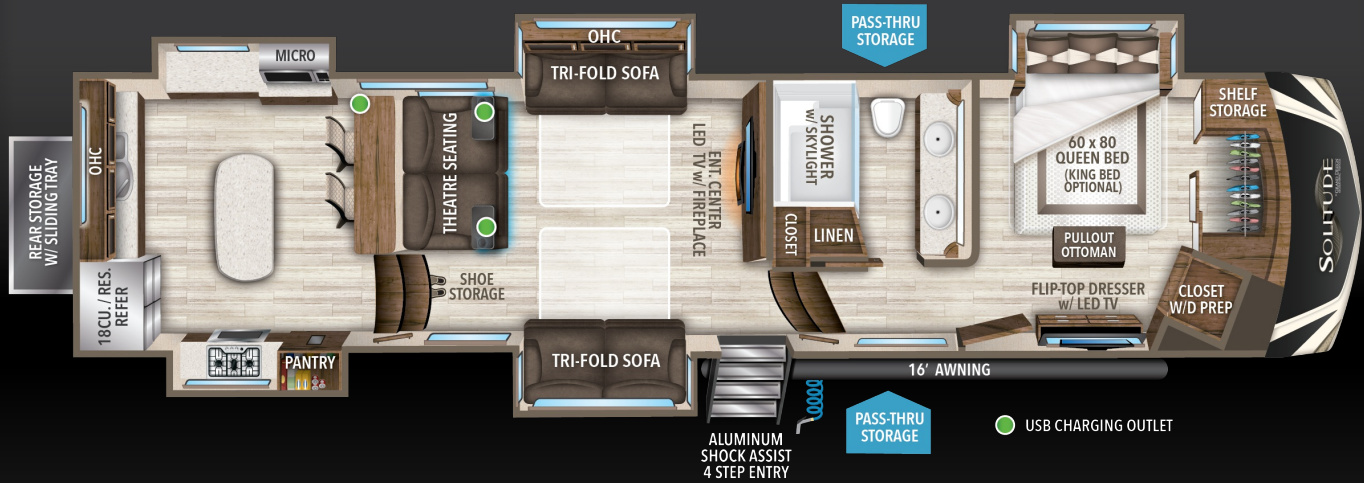 PASS-THRU
STORAGE
MICRO
OHC
TRI-FOLD SOFA
SHELF
STORAGE
OHC
REAR STORAGE
W/ SLIDING TRAY
THEATRE SEATING
ENT. CENTER
LED TV w/ FIREPLACE
SHOWER
w/ SKYLIGHT
60 x 80
QUEEN BED
(KING BED
OPTIONAL)
SOLITUDE
CLOSET
LINEN
PULLOUT
OTTOMAN
18CU. / RES.
REFER
SHOE
STORAGE
FLIP-TOP DRESSER
w/ LED TV
CLOSET
W/D PREP
PANTRY
TRI-FOLD SOFA
16' AWNING
PASS-THRU
STORAGE
USB CHARGING OUTLET
ALUMINUM
SHOCK ASSIST
4 STEP ENTRY